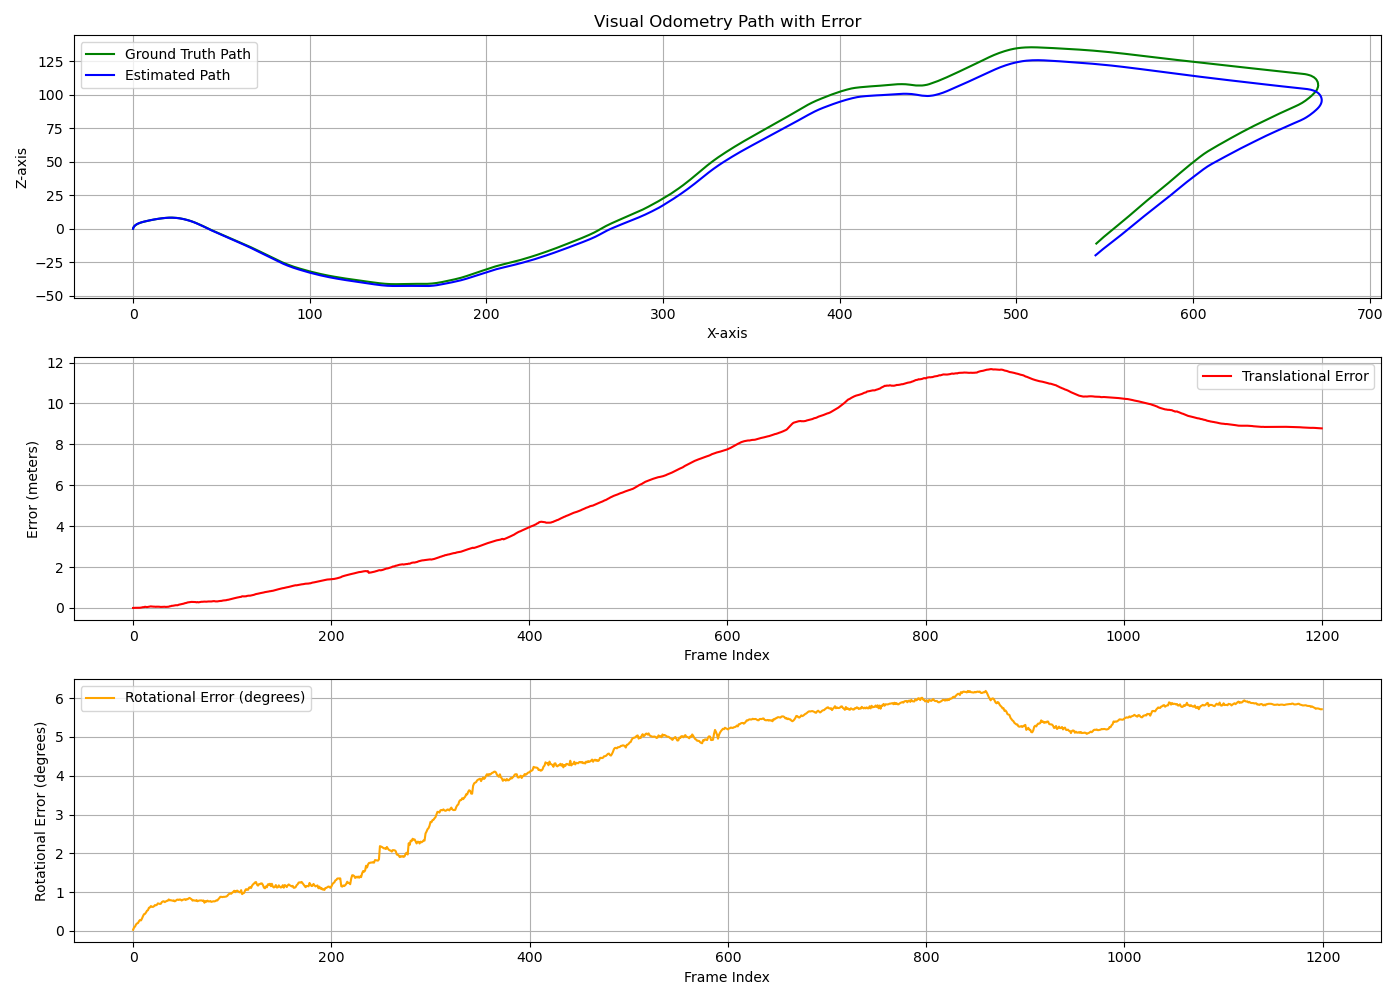 Visual Odometry Path with Error
Ground Truth Path
Estimated Path
Z-axis
125
100
75
50
25
0
−25
−50
0 100 200 300 400 500 600 700
X-axis
Translational Error
Error (meters)
12
10
8
6
4
2
0
0 200 400 600 800 1000 1200
Frame Index
Rotational Error (degrees)
Rotational Error (degrees)
6
5
4
3
2
1
0
0 200 400 600 800 1000 1200
Frame Index